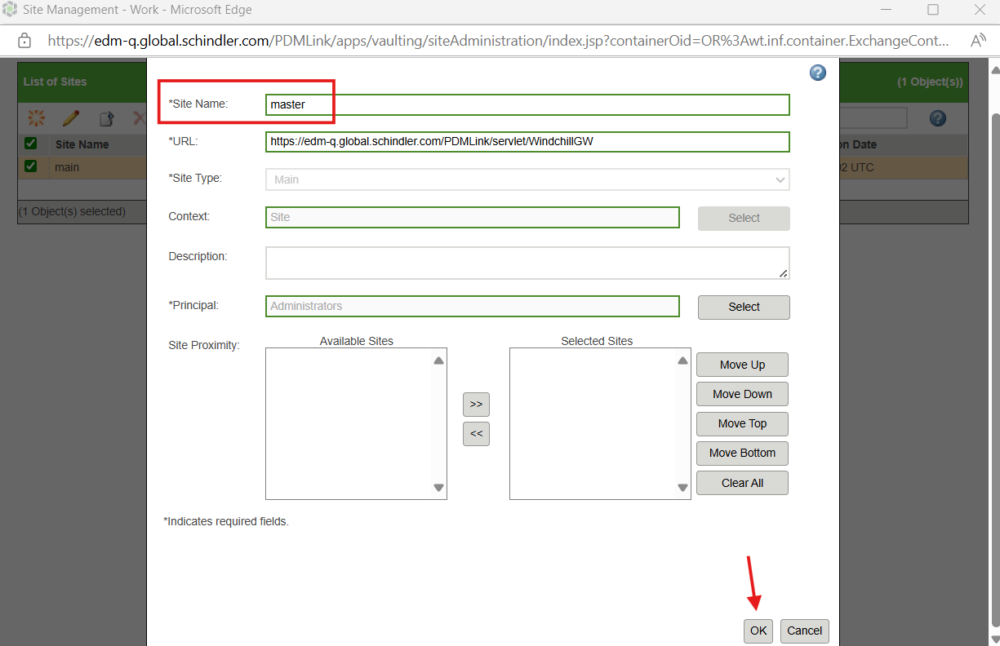 Site Management - Work - Microsoft Edge
https://edm-q.global.schindler.com/PDMLink/apps/vaulting/siteAdministration/index.jsp?containerOid=OR%3Awt.inf.container.ExchangeCont...
List of Sites
(1 Object(s))
Site Name
on Date
main
02 UTC
(1 Object(s) selected)
*Site Name:
master
*URL:
https://edm-q.global.schindler.com/PDMLink/servlet/WindchillGW
*Site Type:
Main
Context:
Site
Select
Description:
*Principal:
Administrators
Select
Site Proximity:
Available Sites
Selected Sites
>>
<<
Move Up
Move Down
Move Top
Move Bottom
Clear All
*Indicates required fields.
OK
Cancel